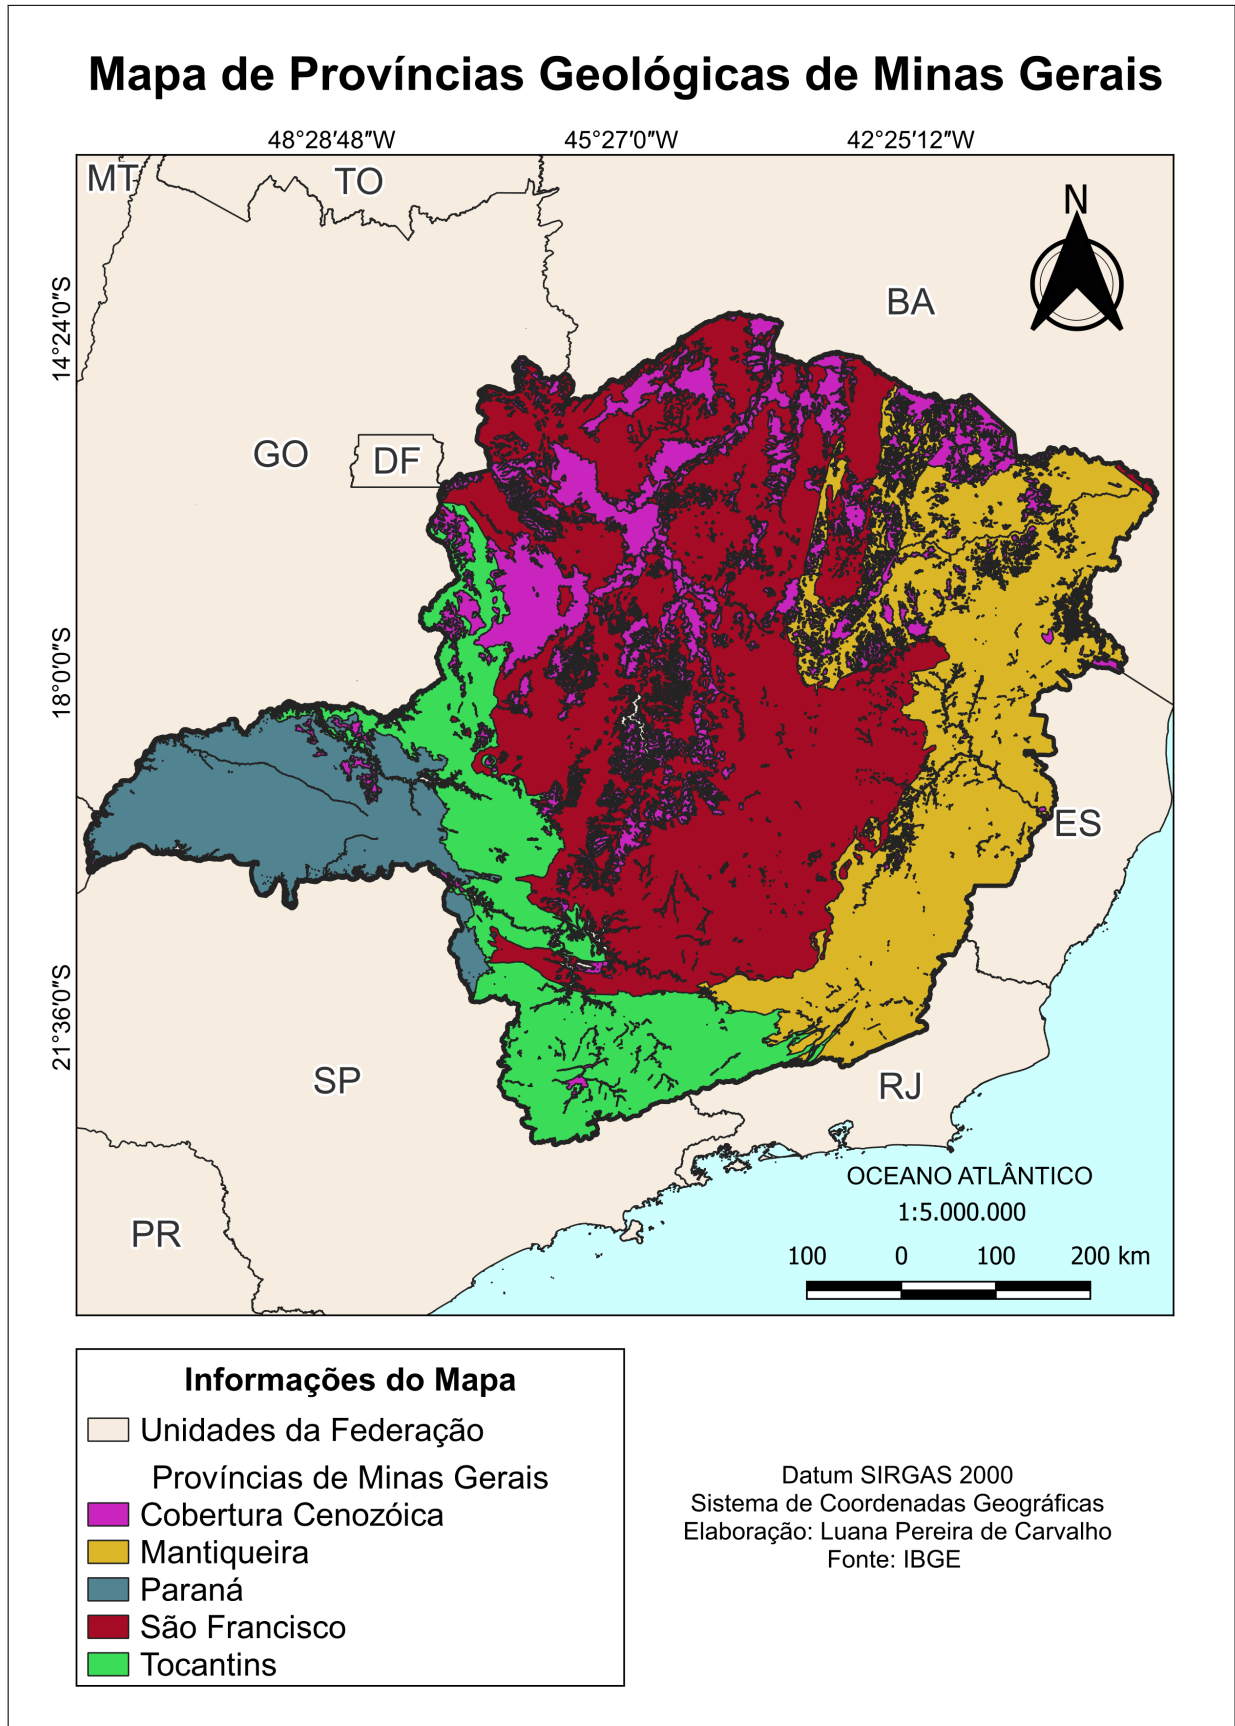 Mapa de Províncias Geológicas de Minas Gerais
48°28′48″W 45°27′0″W 42°25′12″W
MT
TO
N
BA
14°24′0″S
GO
DF
18°0′0″S
ES
21°36′0″S
SP
RJ
OCEANO ATLÂNTICO
PR
1:5.000.000
100 0 100 200 km
Informações do Mapa
Unidades da Federação
Províncias de Minas Gerais
Cobertura Cenozóica
Mantiqueira
Paraná
São Francisco
Tocantins
Datum SIRGAS 2000
Sistema de Coordenadas Geográficas
Elaboração: Luana Pereira de Carvalho
Fonte: IBGE